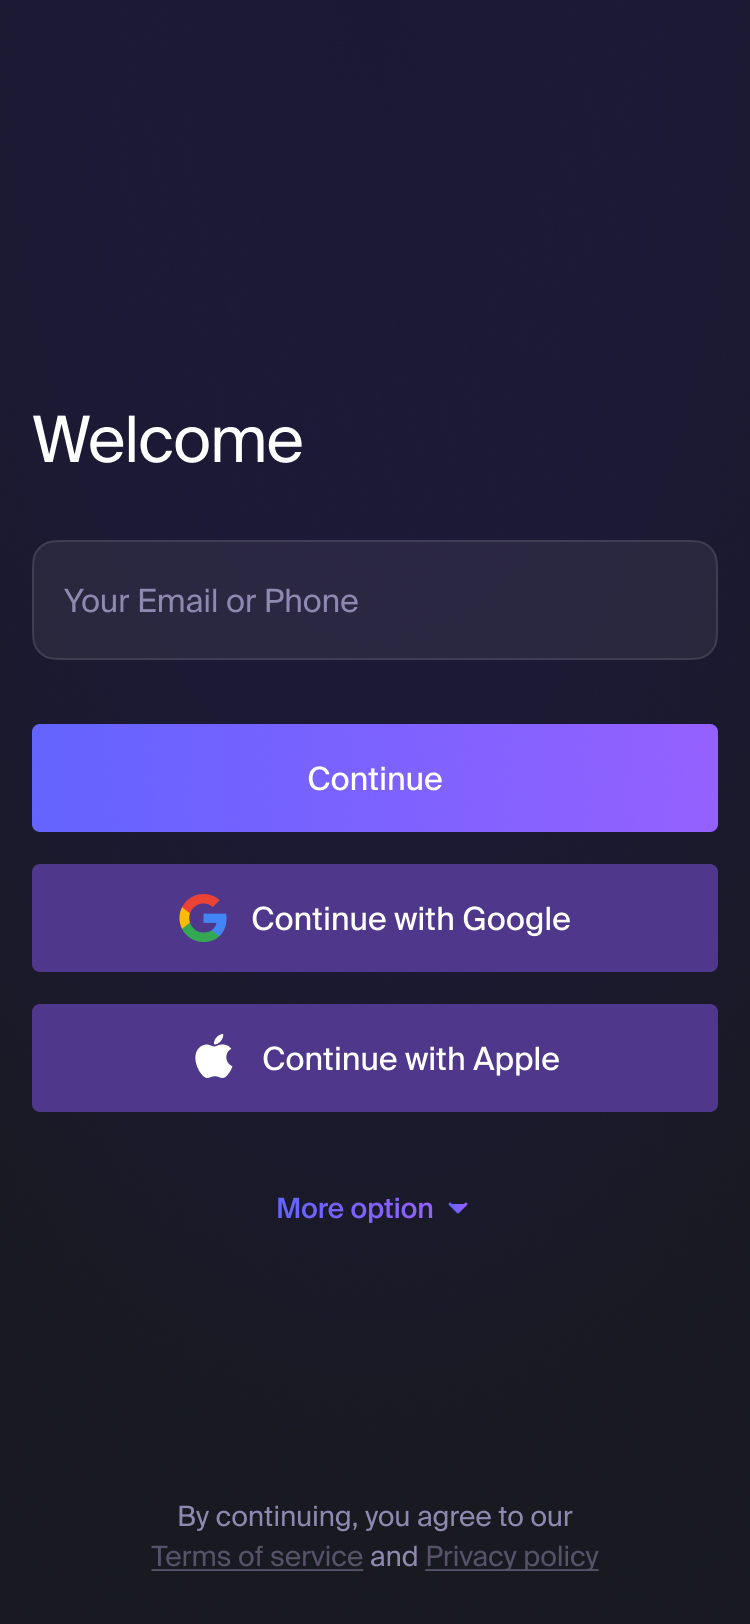 Welcome
Your Email or Phone
Continue
Continue with Google
Continue with Apple
More option
By continuing, you agree to our
Terms of service and Privacy policy